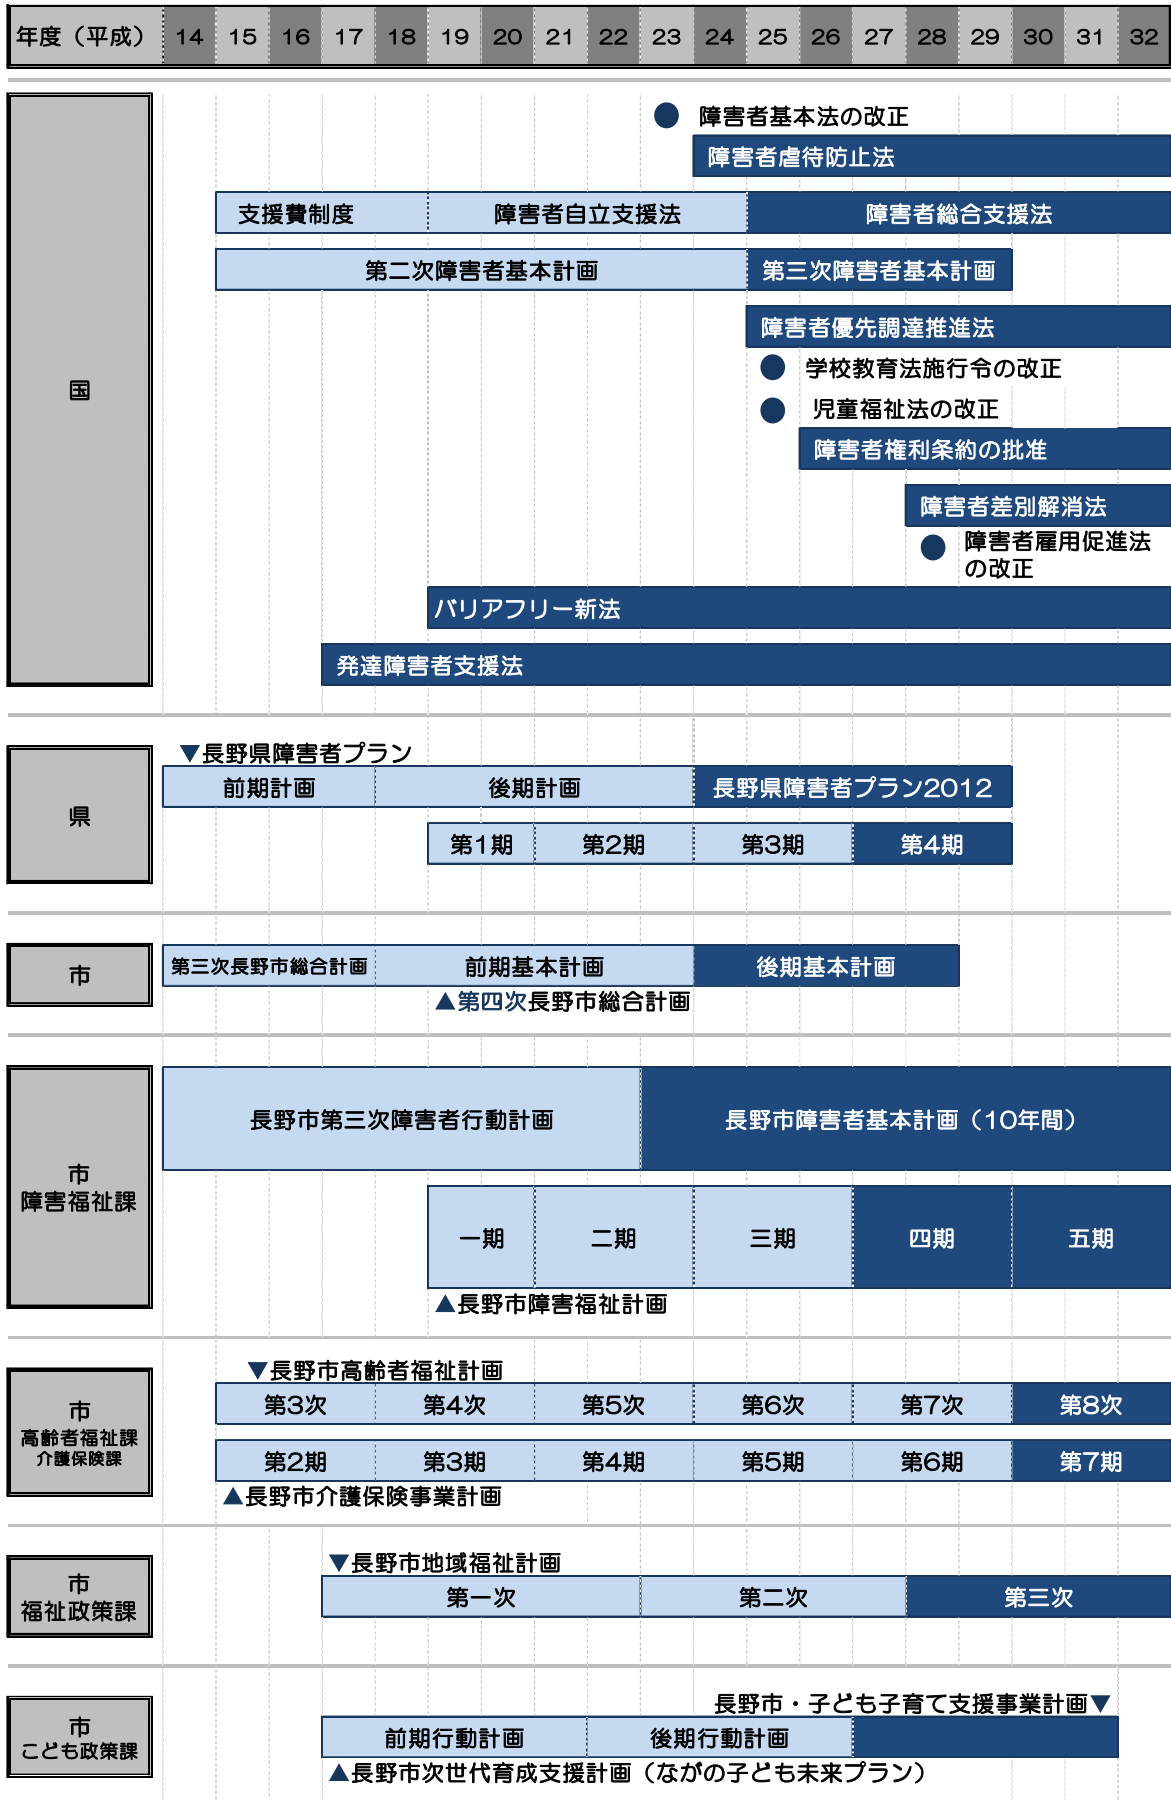 年度（平成） 14 15 16 17 18 19 20 21 22 23 24 25 26 27 28 29 30 31 32
国
障害者基本法の改正
障害者虐待防止法
支援費制度 障害者自立支援法 障害者総合支援法
第二次障害者基本計画 第三次障害者基本計画
障害者優先調達推進法
学校教育法施行令の改正
児童福祉法の改正
障害者権利条約の批准
障害者差別解消法
障害者雇用促進法
の改正
バリアフリー新法
発達障害者支援法
県
▼長野県障害者プラン
前期計画 後期計画 長野県障害者プラン2012
第1期 第2期 第3期 第4期
市
第三次長野市総合計画 前期基本計画 後期基本計画
▲第四次長野市総合計画
市
障害福祉課
長野市第三次障害者行動計画 長野市障害者基本計画（10年間）
一期 二期 三期 四期 五期
▲長野市障害福祉計画
市
高齢者福祉課
介護保険課
▼長野市高齢者福祉計画
第3次 第4次 第5次 第6次 第7次 第8次
第2期 第3期 第4期 第5期 第6期 第7期
▲長野市介護保険事業計画
市
福祉政策課
▼長野市地域福祉計画
第一次 第二次 第三次
市
こども政策課
長野市・子ども子育て支援事業計画▼
前期行動計画 後期行動計画
▲長野市次世代育成支援計画（ながの子ども未来プラン）